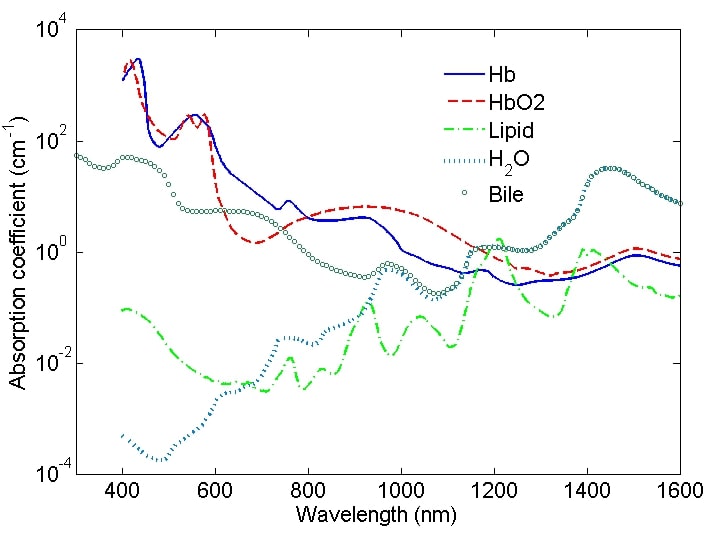 10^4
10^2
10^0
10^-2
10^-4
Absorption coefficient (cm^-1)
Hb
HbO2
Lipid
H_2O
Bile
400 600 800 1000 1200 1400 1600
Wavelength (nm)